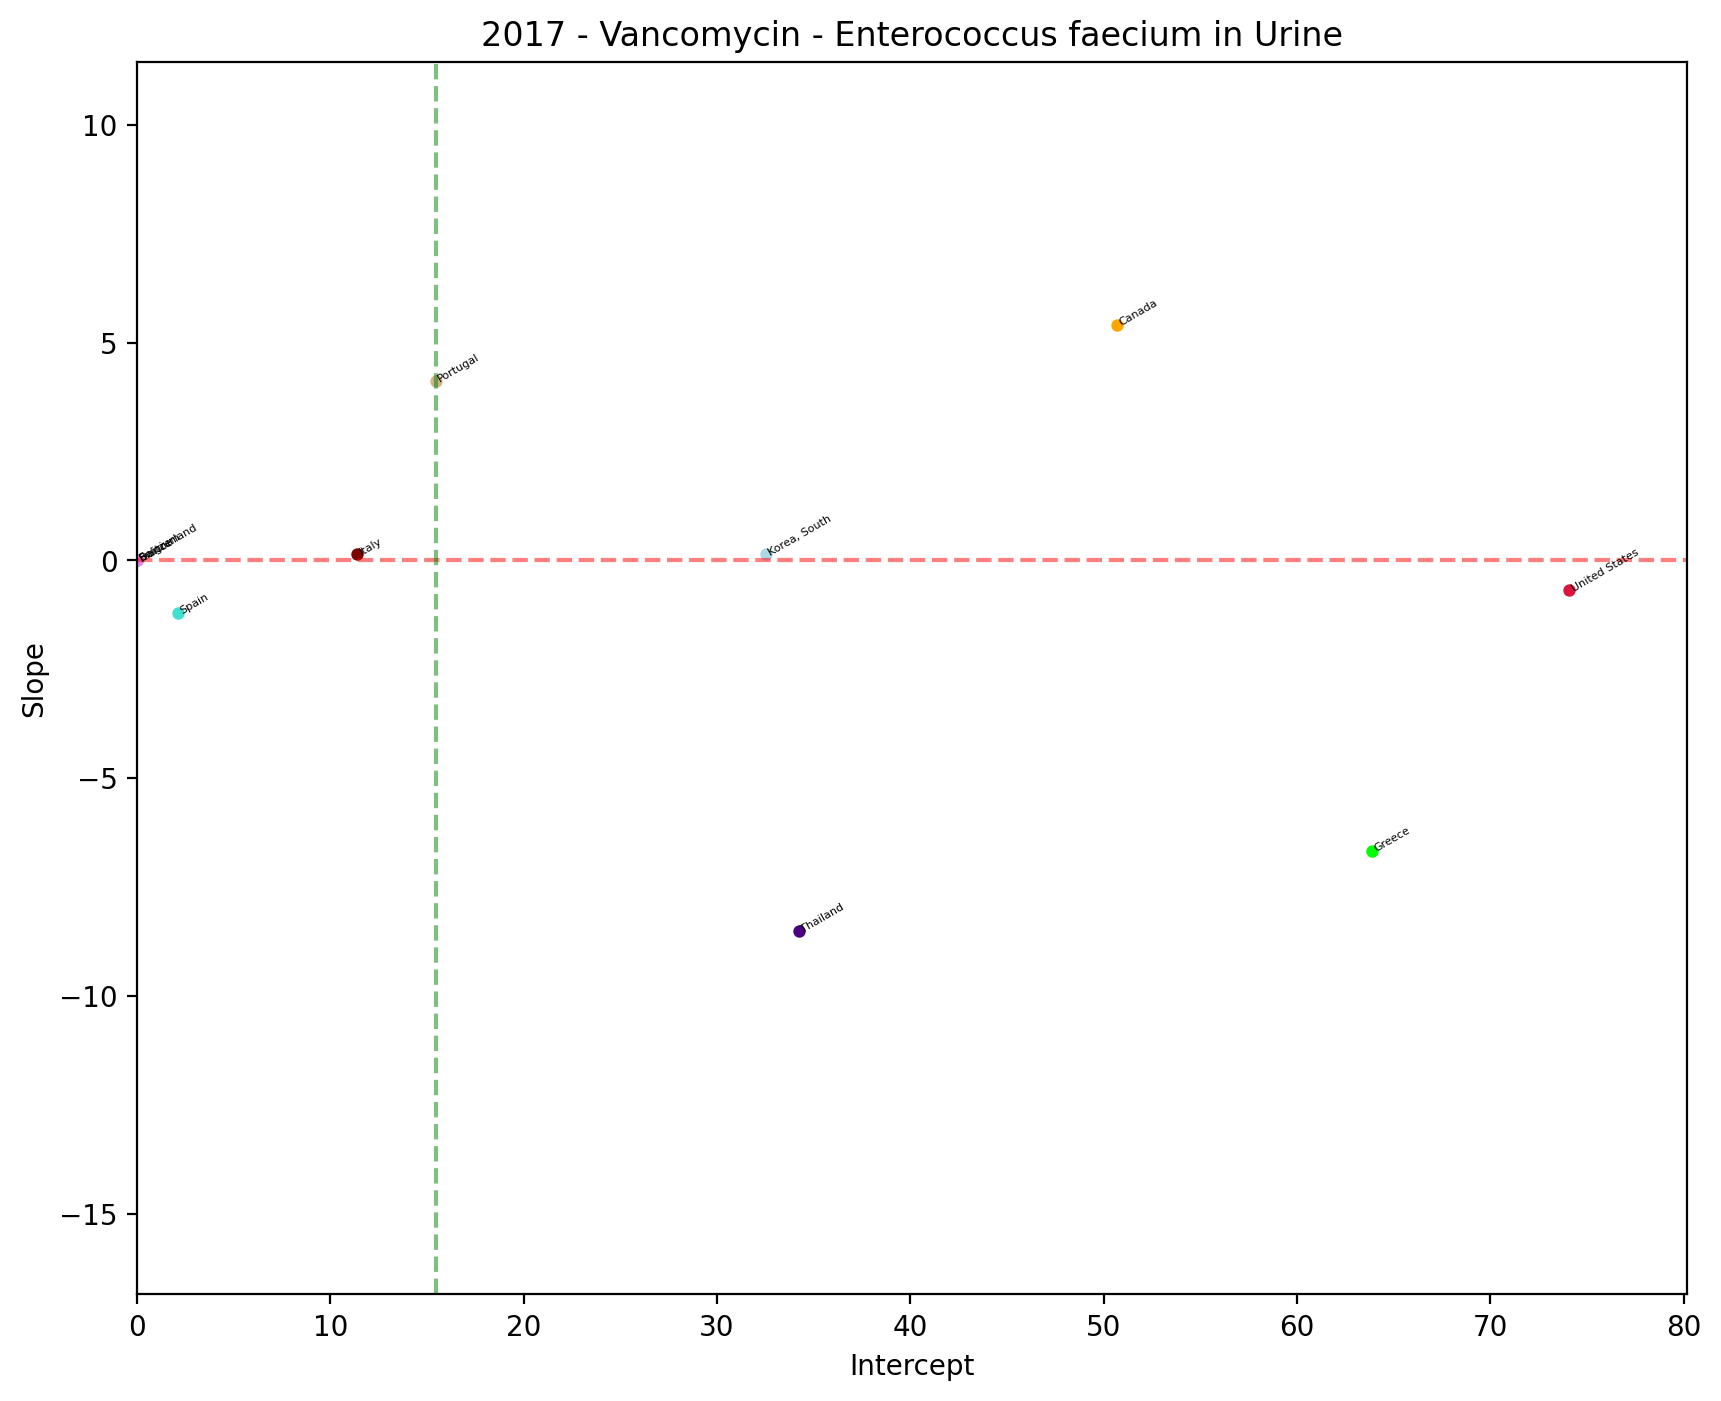 2017 - Vancomycin - Enterococcus faecium in Urine
10
5
0
−5
−10
−15
Slope
Canada
Portugal
Korea, South
Italy
United States
Spain
Greece
Thailand
0 10 20 30 40 50 60 70 80
Intercept